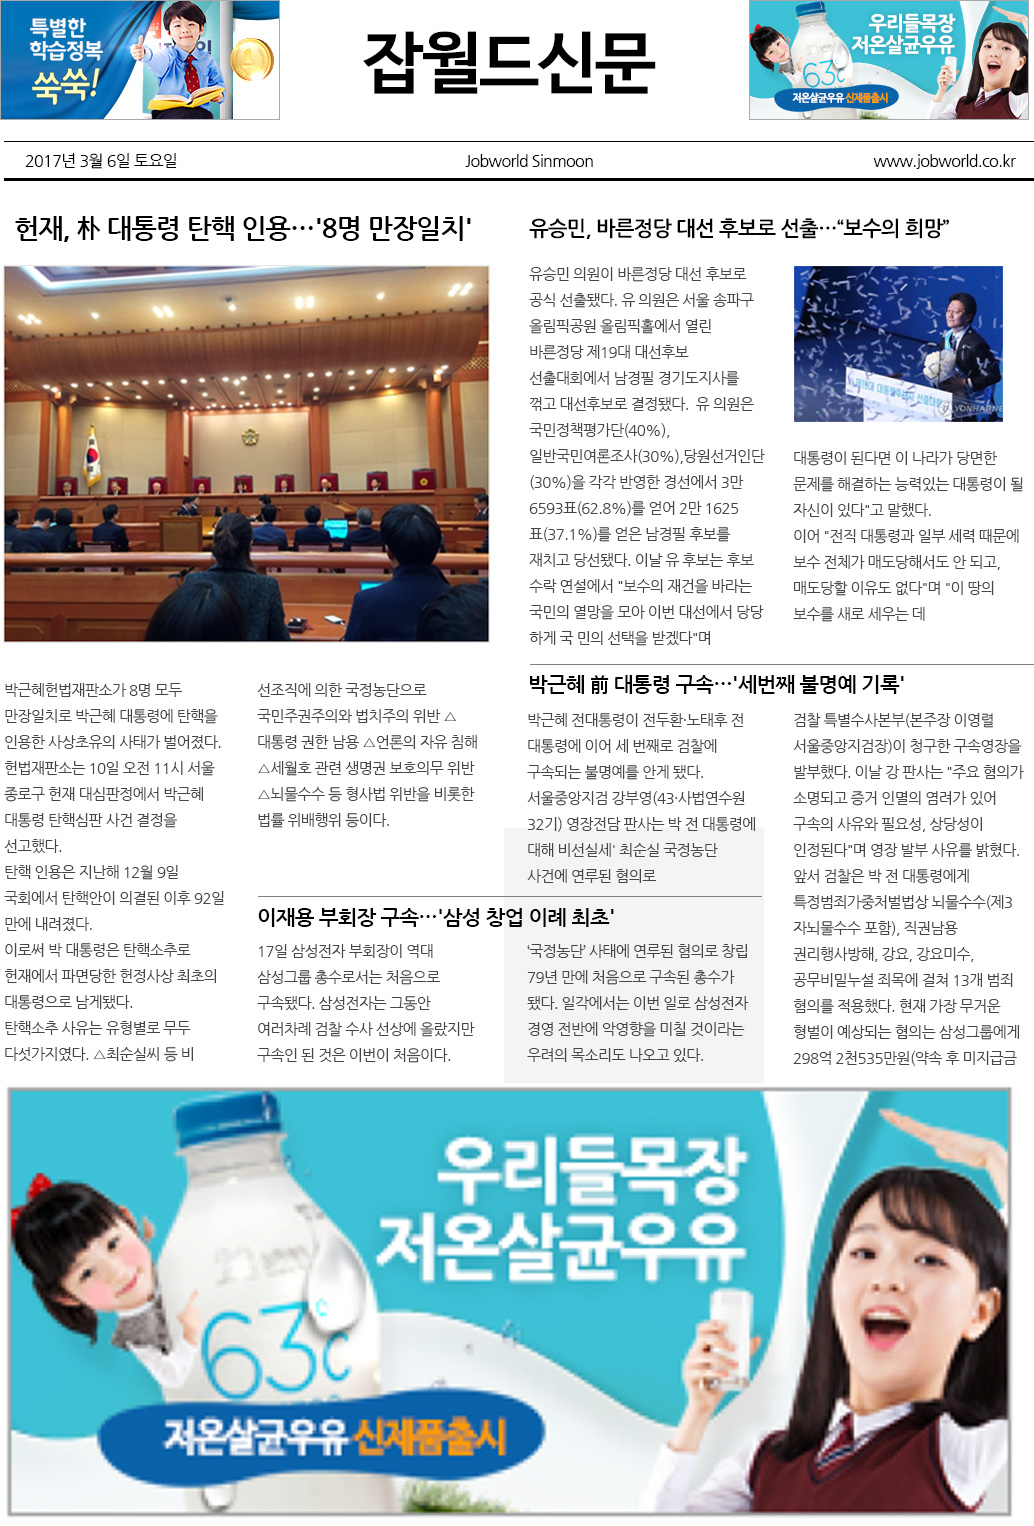 특별한
학습정복
쑥쑥!
잡월드신문
우리들목장
저온살균우유
63℃
저온살균우유 신제품출시
2017년 3월 6일 토요일
Jobworld Sinmoon
www.jobworld.co.kr
헌재, 朴 대통령 탄핵 인용…'8명 만장일치'
박근혜헌법재판소가 8명 모두
만장일치로 박근혜 대통령에 탄핵을
인용한 사상초유의 사태가 벌어졌다.
헌법재판소는 10일 오전 11시 서울
종로구 헌재 대심판정에서 박근혜
대통령 탄핵심판 사건 결정을
선고했다.
탄핵 인용은 지난해 12월 9일
국회에서 탄핵안이 의결된 이후 92일
만에 내려졌다.
이로써 박 대통령은 탄핵소추로
헌재에서 파면당한 헌정사상 최초의
대통령으로 남게됐다.
탄핵소추 사유는 유형별로 무두
다섯가지였다. △최순실씨 등 비
선조직에 의한 국정농단으로
국민주권주의와 법치주의 위반 △
대통령 권한 남용 △언론의 자유 침해
△세월호 관련 생명권 보호의무 위반
△뇌물수수 등 형사법 위반을 비롯한
법률 위배행위 등이다.
유승민, 바른정당 대선 후보로 선출…“보수의 희망”
유승민 의원이 바른정당 대선 후보로
공식 선출됐다. 유 의원은 서울 송파구
올림픽공원 올림픽홀에서 열린
바른정당 제19대 대선후보
선출대회에서 남경필 경기도지사를
꺾고 대선후보로 결정됐다. 유 의원은
국민정책평가단(40%),
일반국민여론조사(30%),당원선거인단
(30%)을 각각 반영한 경선에서 3만
6593표(62.8%)를 얻어 2만 1625
표(37.1%)를 얻은 남경필 후보를
재치고 당선됐다. 이날 유 후보는 후보
수락 연설에서 "보수의 재건을 바라는
국민의 열망을 모아 이번 대선에서 당당
하게 국 민의 선택을 받겠다"며
대통령이 된다면 이 나라가 당면한
문제를 해결하는 능력있는 대통령이 될
자신이 있다"고 말했다.
이어 "전직 대통령과 일부 세력 때문에
보수 전체가 매도당해서도 안 되고,
매도당할 이유도 없다"며 "이 땅의
보수를 새로 세우는 데
박근혜 前 대통령 구속…'세번째 불명예 기록'
박근혜 전대통령이 전두환·노태후 전
대통령에 이어 세 번째로 검찰에
구속되는 불명예를 안게 됐다.
서울중앙지검 강부영(43·사법연수원
32기) 영장전담 판사는 박 전 대통령에
대해 비선실세' 최순실 국정농단
사건에 연루된 혐의로
검찰 특별수사본부(본주장 이영렬
서울중앙지검장)이 청구한 구속영장을
발부했다. 이날 강 판사는 "주요 혐의가
소명되고 증거 인멸의 염려가 있어
구속의 사유와 필요성, 상당성이
인정된다"며 영장 발부 사유를 밝혔다.
앞서 검찰은 박 전 대통령에게
특정범죄가중처벌법상 뇌물수수(제3
자뇌물수수 포함), 직권남용
권리행사방해, 강요, 강요미수,
공무비밀누설 죄목에 걸쳐 13개 범죄
혐의를 적용했다. 현재 가장 무거운
형벌이 예상되는 혐의는 삼성그룹에게
298억 2천535만원(약속 후 미지급금
이재용 부회장 구속…'삼성 창업 이례 최초'
17일 삼성전자 부회장이 역대
삼성그룹 총수로서는 처음으로
구속됐다. 삼성전자는 그동안
여러차례 검찰 수사 선상에 올랐지만
구속인 된 것은 이번이 처음이다.
‘국정농단’ 사태에 연루된 혐의로 창립
79년 만에 처음으로 구속된 총수가
됐다. 일각에서는 이번 일로 삼성전자
경영 전반에 악영향을 미칠 것이라는
우려의 목소리도 나오고 있다.
우리들목장
저온살균우유
63℃
저온살균우유 신제품출시